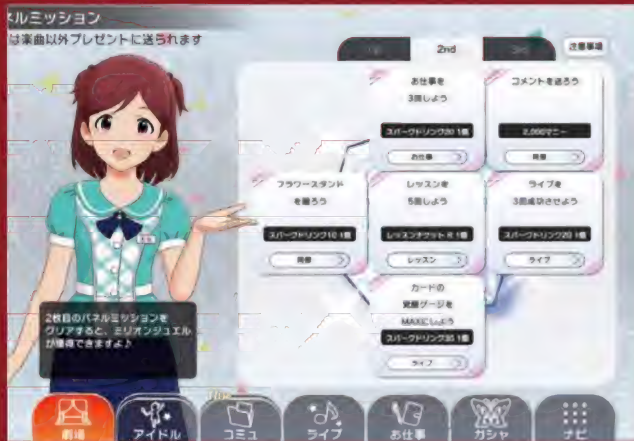 ネルミッション
は楽曲以外プレゼントに送られます
2nd
注意事項
お仕事を
3回しよう
スパークドリンク20 1個
お仕事
コメントを送ろう
2,000マニー
同僚
フラワースタンド
を贈ろう
スパークドリンク10 1個
同僚
レッスンを
5回しよう
レッスンチケット R 1個
レッスン
ライブを
3回成功させよう
スパークドリンク20 1個
ライブ
カードの
覚醒ゲージを
MAXにしよう
スパークドリンク30 1個
ライブ
2枚目のパネルミッションを
クリアすると、ミリオンジュエル
が獲得できますよ♪
劇場
アイドル
コミュ
ライブ
お仕事
ガシャ
ナビ